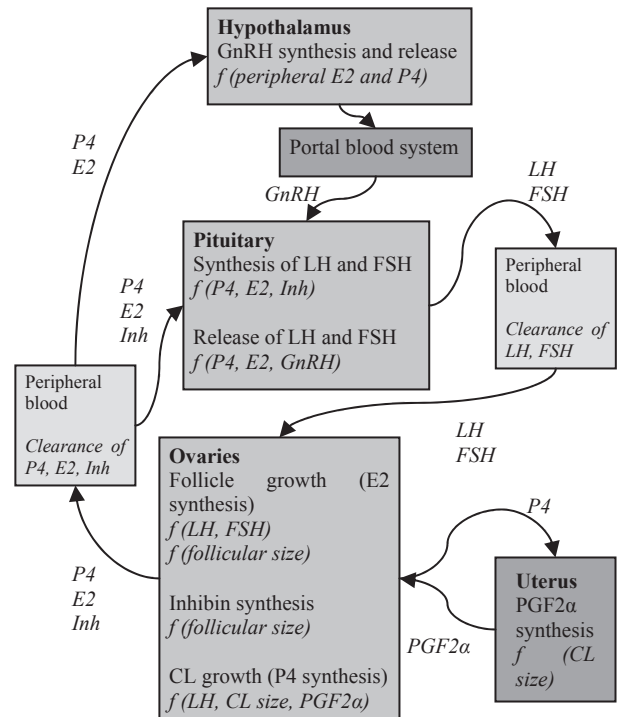 Hypothalamus
GnRH synthesis and release
f (peripheral E2 and P4)
P4
E2
Portal blood system
GnRH
LH
FSH
Pituitary
Synthesis of LH and FSH
f (P4, E2, Inh)
Release of LH and FSH
f (P4, E2, GnRH)
Peripheral
blood
Clearance of
LH, FSH
P4
E2
Inh
Peripheral
blood
Clearance of
P4, E2, Inh
LH
FSH
Ovaries
Follicle growth (E2
synthesis)
f (LH, FSH)
f (follicular size)
Inhibin synthesis
f (follicular size)
CL growth (P4 synthesis)
f (LH, CL size, PGF2α)
P4
E2
Inh
P4
Uterus
PGF2α
synthesis
f (CL
size)
PGF2α